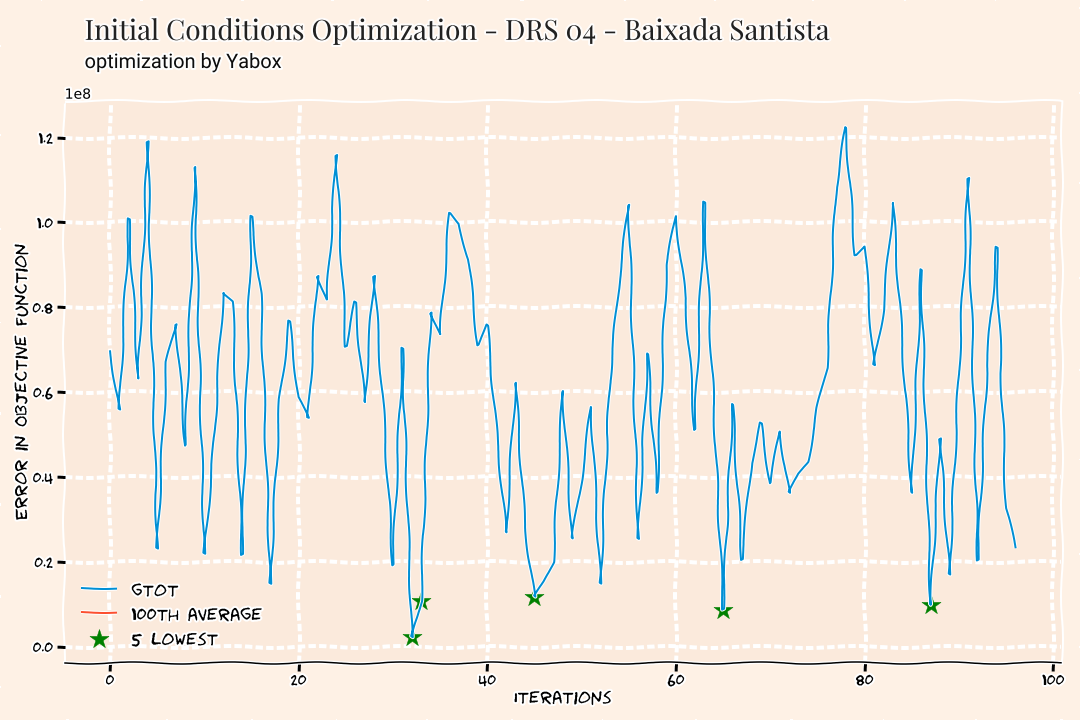 Initial Conditions Optimization - DRS 04 - Baixada Santista
optimization by Yabox
1e8
1.2
1.0
0.8
0.6
0.4
0.2
0.0
ERROR IN OBJECTIVE FUNCTION
GTOT
100TH AVERAGE
5 LOWEST
0 20 40 60 80 100
ITERATIONS